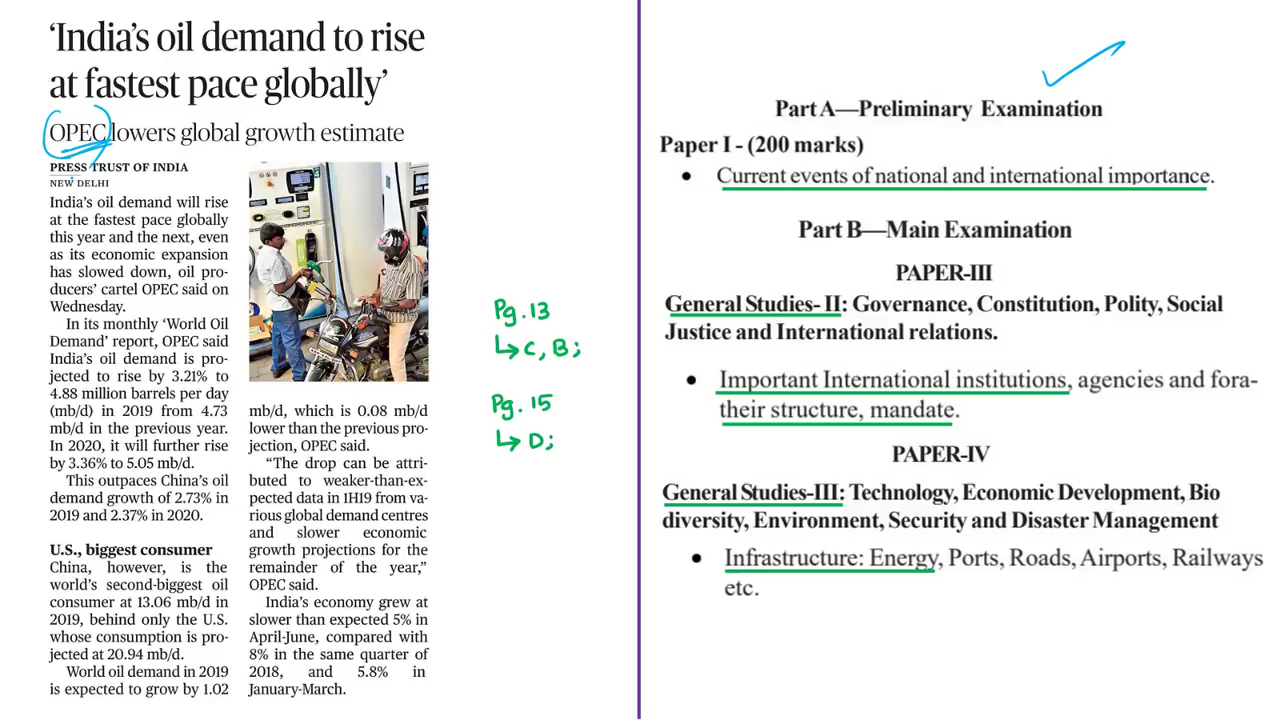 ‘India’s oil demand to rise
at fastest pace globally’
OPEC lowers global growth estimate
PRESS TRUST OF INDIA
NEW DELHI
India’s oil demand will rise
at the fastest pace globally
this year and the next, even
as its economic expansion
has slowed down, oil pro-
ducers’ cartel OPEC said on
Wednesday.
In its monthly ‘World Oil
Demand’ report, OPEC said
India’s oil demand is pro-
jected to rise by 3.21% to
4.88 million barrels per day
(mb/d) in 2019 from 4.73
mb/d in the previous year.
In 2020, it will further rise
by 3.36% to 5.05 mb/d.
This outpaces China’s oil
demand growth of 2.73% in
2019 and 2.37% in 2020.
U.S., biggest consumer
China, however, is the
world’s second-biggest oil
consumer at 13.06 mb/d in
2019, behind only the U.S.
whose consumption is pro-
jected at 20.94 mb/d.
World oil demand in 2019
is expected to grow by 1.02
mb/d, which is 0.08 mb/d
lower than the previous pro-
jection, OPEC said.
“The drop can be attri-
buted to weaker-than-ex-
pected data in 1H19 from va-
rious global demand centres
and slower economic
growth projections for the
remainder of the year,”
OPEC said.
India’s economy grew at
slower than expected 5% in
April-June, compared with
8% in the same quarter of
2018, and 5.8% in
January-March.
Pg. 13
↳ C, B;
Pg. 15
↳ D;
Part A—Preliminary Examination
Paper I - (200 marks)
• Current events of national and international importance.
Part B—Main Examination
PAPER-III
General Studies- II: Governance, Constitution, Polity, Social
Justice and International relations.
• Important International institutions, agencies and fora-
their structure, mandate.
PAPER-IV
General Studies-III: Technology, Economic Development, Bio
diversity, Environment, Security and Disaster Management
• Infrastructure: Energy, Ports, Roads, Airports, Railways
etc.